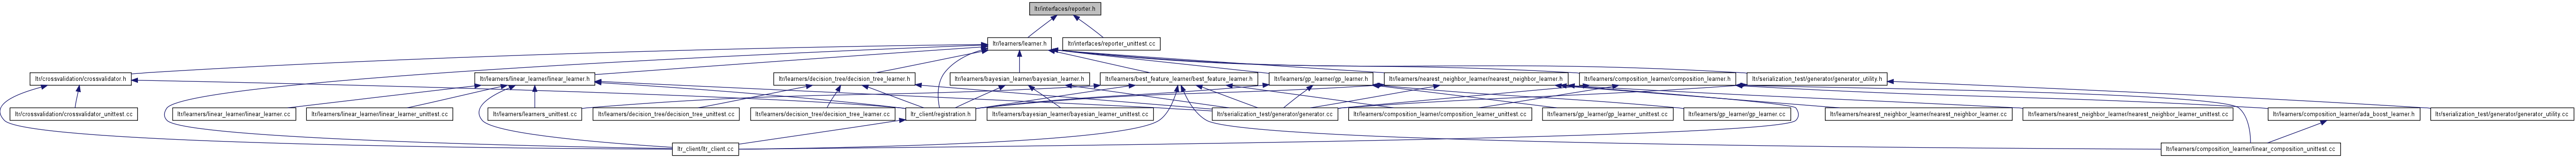 ltr/interfaces/reporter.h
ltr/learners/learner.h
ltr/interfaces/reporter_unittest.cc
ltr/crossvalidation/crossvalidator.h
ltr/learners/linear_learner/linear_learner.h
ltr/learners/decision_tree/decision_tree_learner.h
ltr/learners/bayesian_learner/bayesian_learner.h
ltr/learners/best_feature_learner/best_feature_learner.h
ltr/learners/gp_learner/gp_learner.h
ltr/learners/nearest_neighbor_learner/nearest_neighbor_learner.h
ltr/learners/composition_learner/composition_learner.h
ltr/serialization_test/generator/generator_utility.h
ltr/crossvalidation/crossvalidator_unittest.cc
ltr/learners/linear_learner/linear_learner.cc
ltr/learners/linear_learner/linear_learner_unittest.cc
ltr/learners/learners_unittest.cc
ltr/learners/decision_tree/decision_tree_unittest.cc
ltr/learners/decision_tree/decision_tree_learner.cc
ltr_client/registration.h
ltr/learners/bayesian_learner/bayesian_learner_unittest.cc
ltr/serialization_test/generator/generator.cc
ltr/learners/composition_learner/composition_learner_unittest.cc
ltr/learners/gp_learner/gp_learner_unittest.cc
ltr/learners/gp_learner/gp_learner.cc
ltr/learners/nearest_neighbor_learner/nearest_neighbor_learner.cc
ltr/learners/nearest_neighbor_learner/nearest_neighbor_learner_unittest.cc
ltr/learners/composition_learner/ada_boost_learner.h
ltr/serialization_test/generator/generator_utility.cc
ltr_client/ltr_client.cc
ltr/learners/composition_learner/linear_composition_unittest.cc